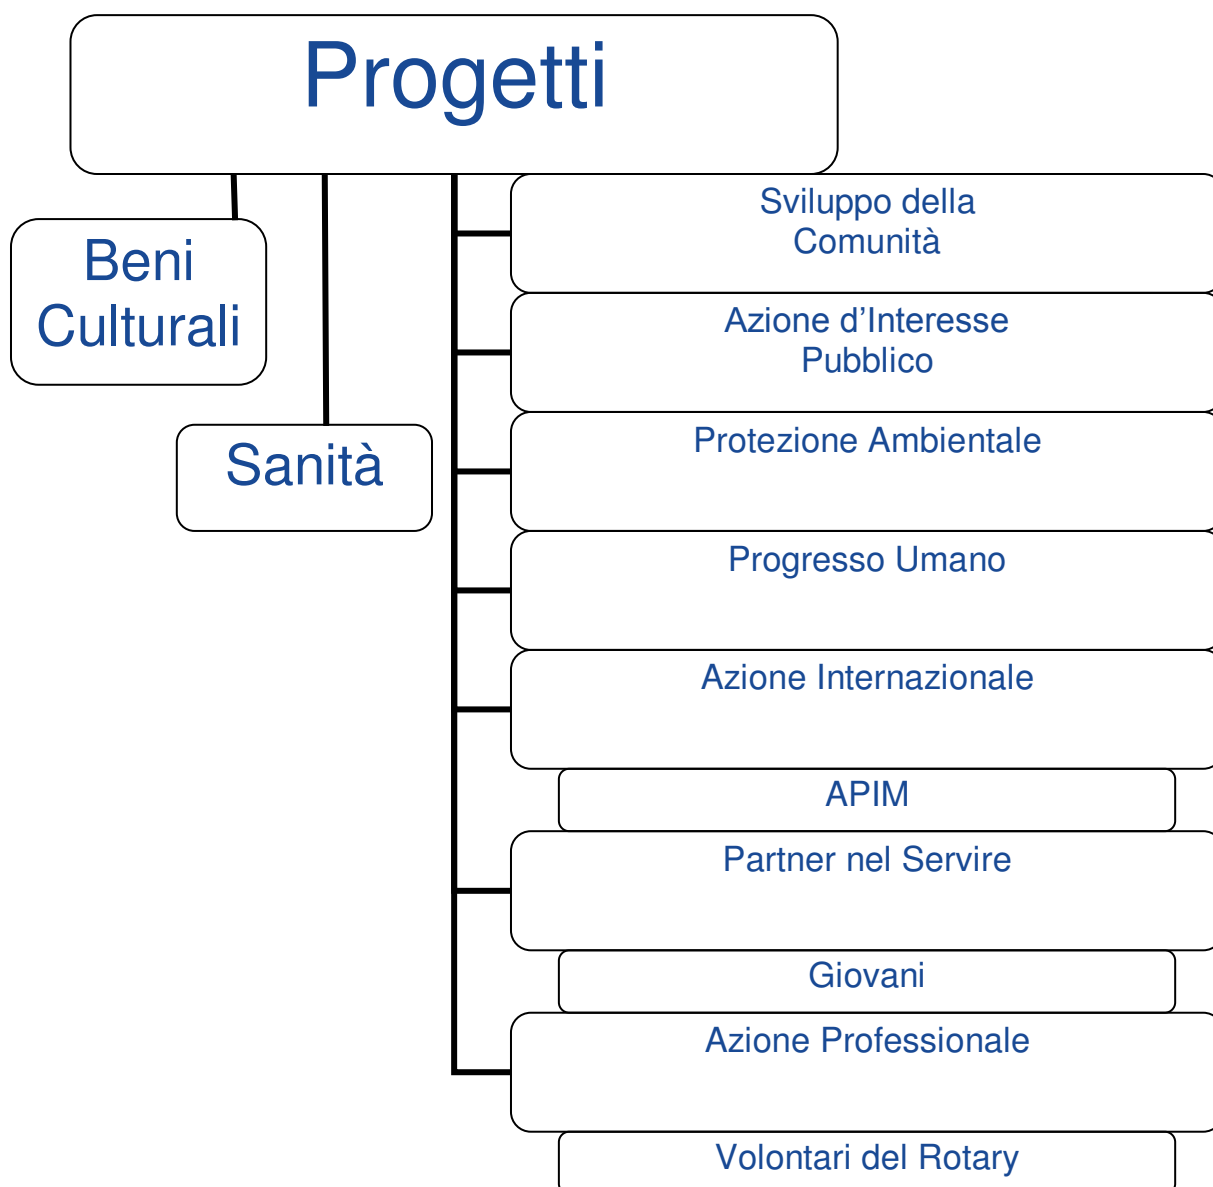 Progetti
Beni
Culturali
Sanità
Sviluppo della
Comunità
Azione d’Interesse
Pubblico
Protezione Ambientale
Progresso Umano
Azione Internazionale
APIM
Partner nel Servire
Giovani
Azione Professionale
Volontari del Rotary